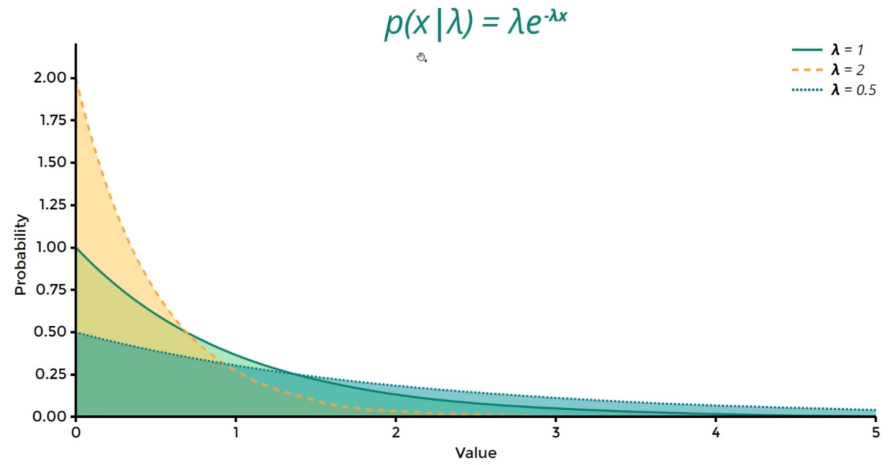 p(x|λ) = λe^-λx
λ = 1
λ = 2
λ = 0.5
2.00
1.75
1.50
1.25
1.00
0.75
0.50
0.25
0.00
Probability
0 1 2 3 4 5
Value